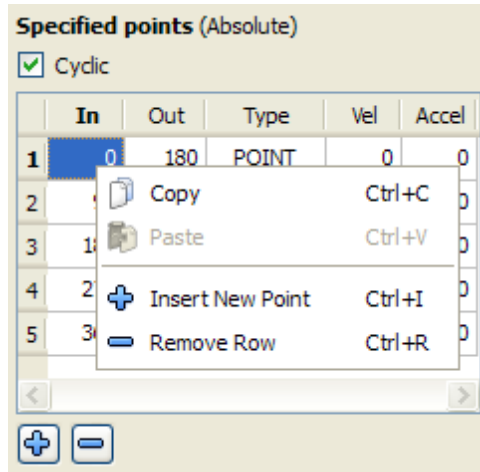 Specified points (Absolute)
Cyclic
In Out Type Vel Accel
1 0 180 POINT 0 0
Copy Ctrl+C
2
Paste Ctrl+V
3
4
Insert New Point Ctrl+I
5
Remove Row Ctrl+R